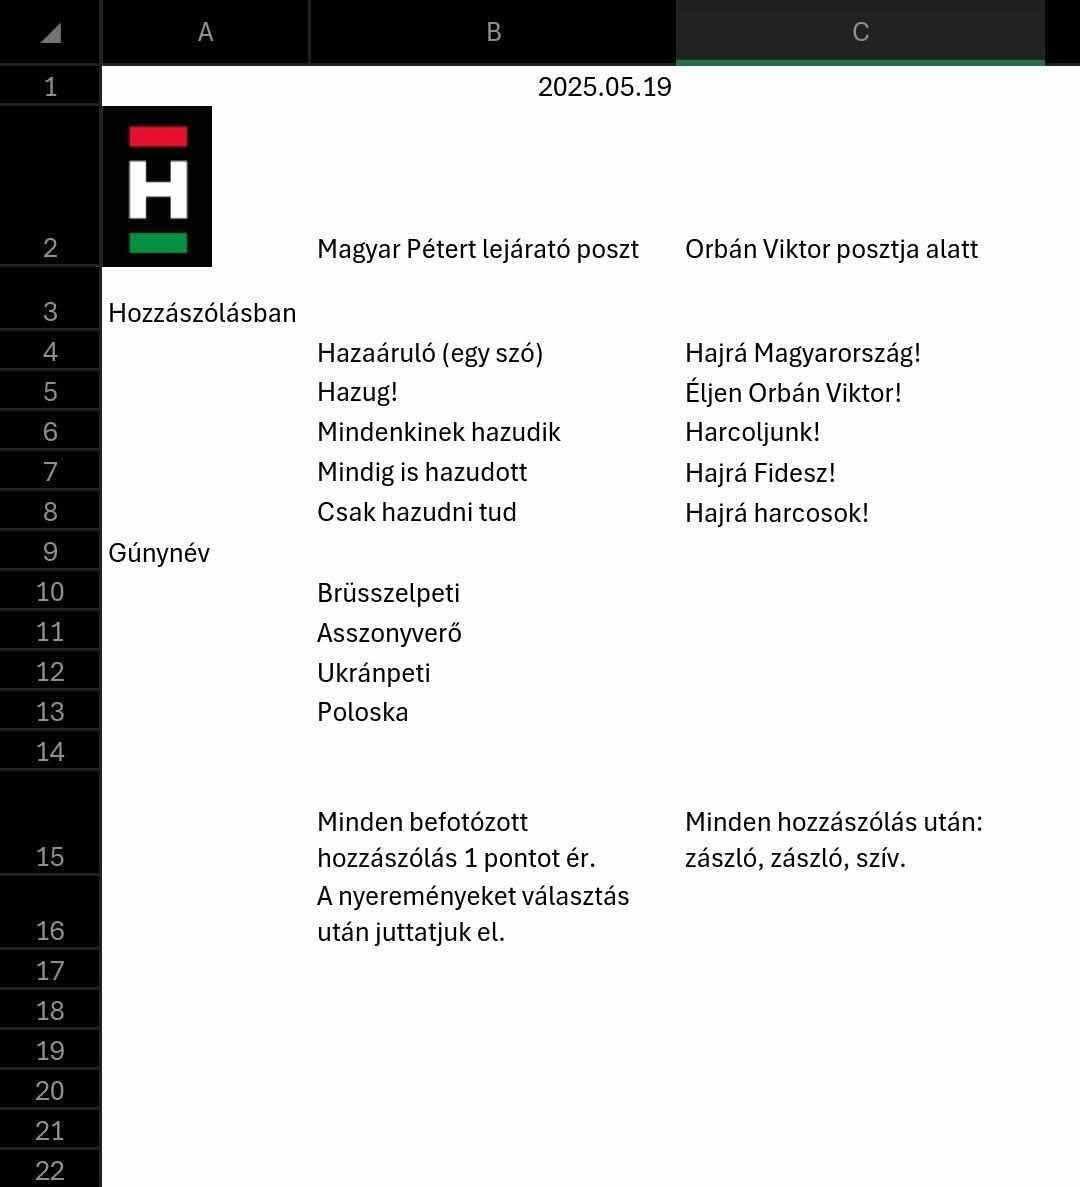 A B C
1 2025.05.19
H
2 Magyar Pétert lejárató poszt Orbán Viktor posztja alatt
3 Hozzászólásban
4 Hazaáruló (egy szó) Hajrá Magyarország!
5 Hazug! Éljen Orbán Viktor!
6 Mindenkinek hazudik Harcoljunk!
7 Mindig is hazudott Hajrá Fidesz!
8 Csak hazudni tud Hajrá harcosok!
9 Gúnynév
10 Brüsszelpeti
11 Asszonyverő
12 Ukránpeti
13 Poloska
14
Minden befotózott Minden hozzászólás után:
15 hozzászólás 1 pontot ér. zászló, zászló, szív.
A nyereményeket választás
16 után juttatjuk el.
17
18
19
20
21
22